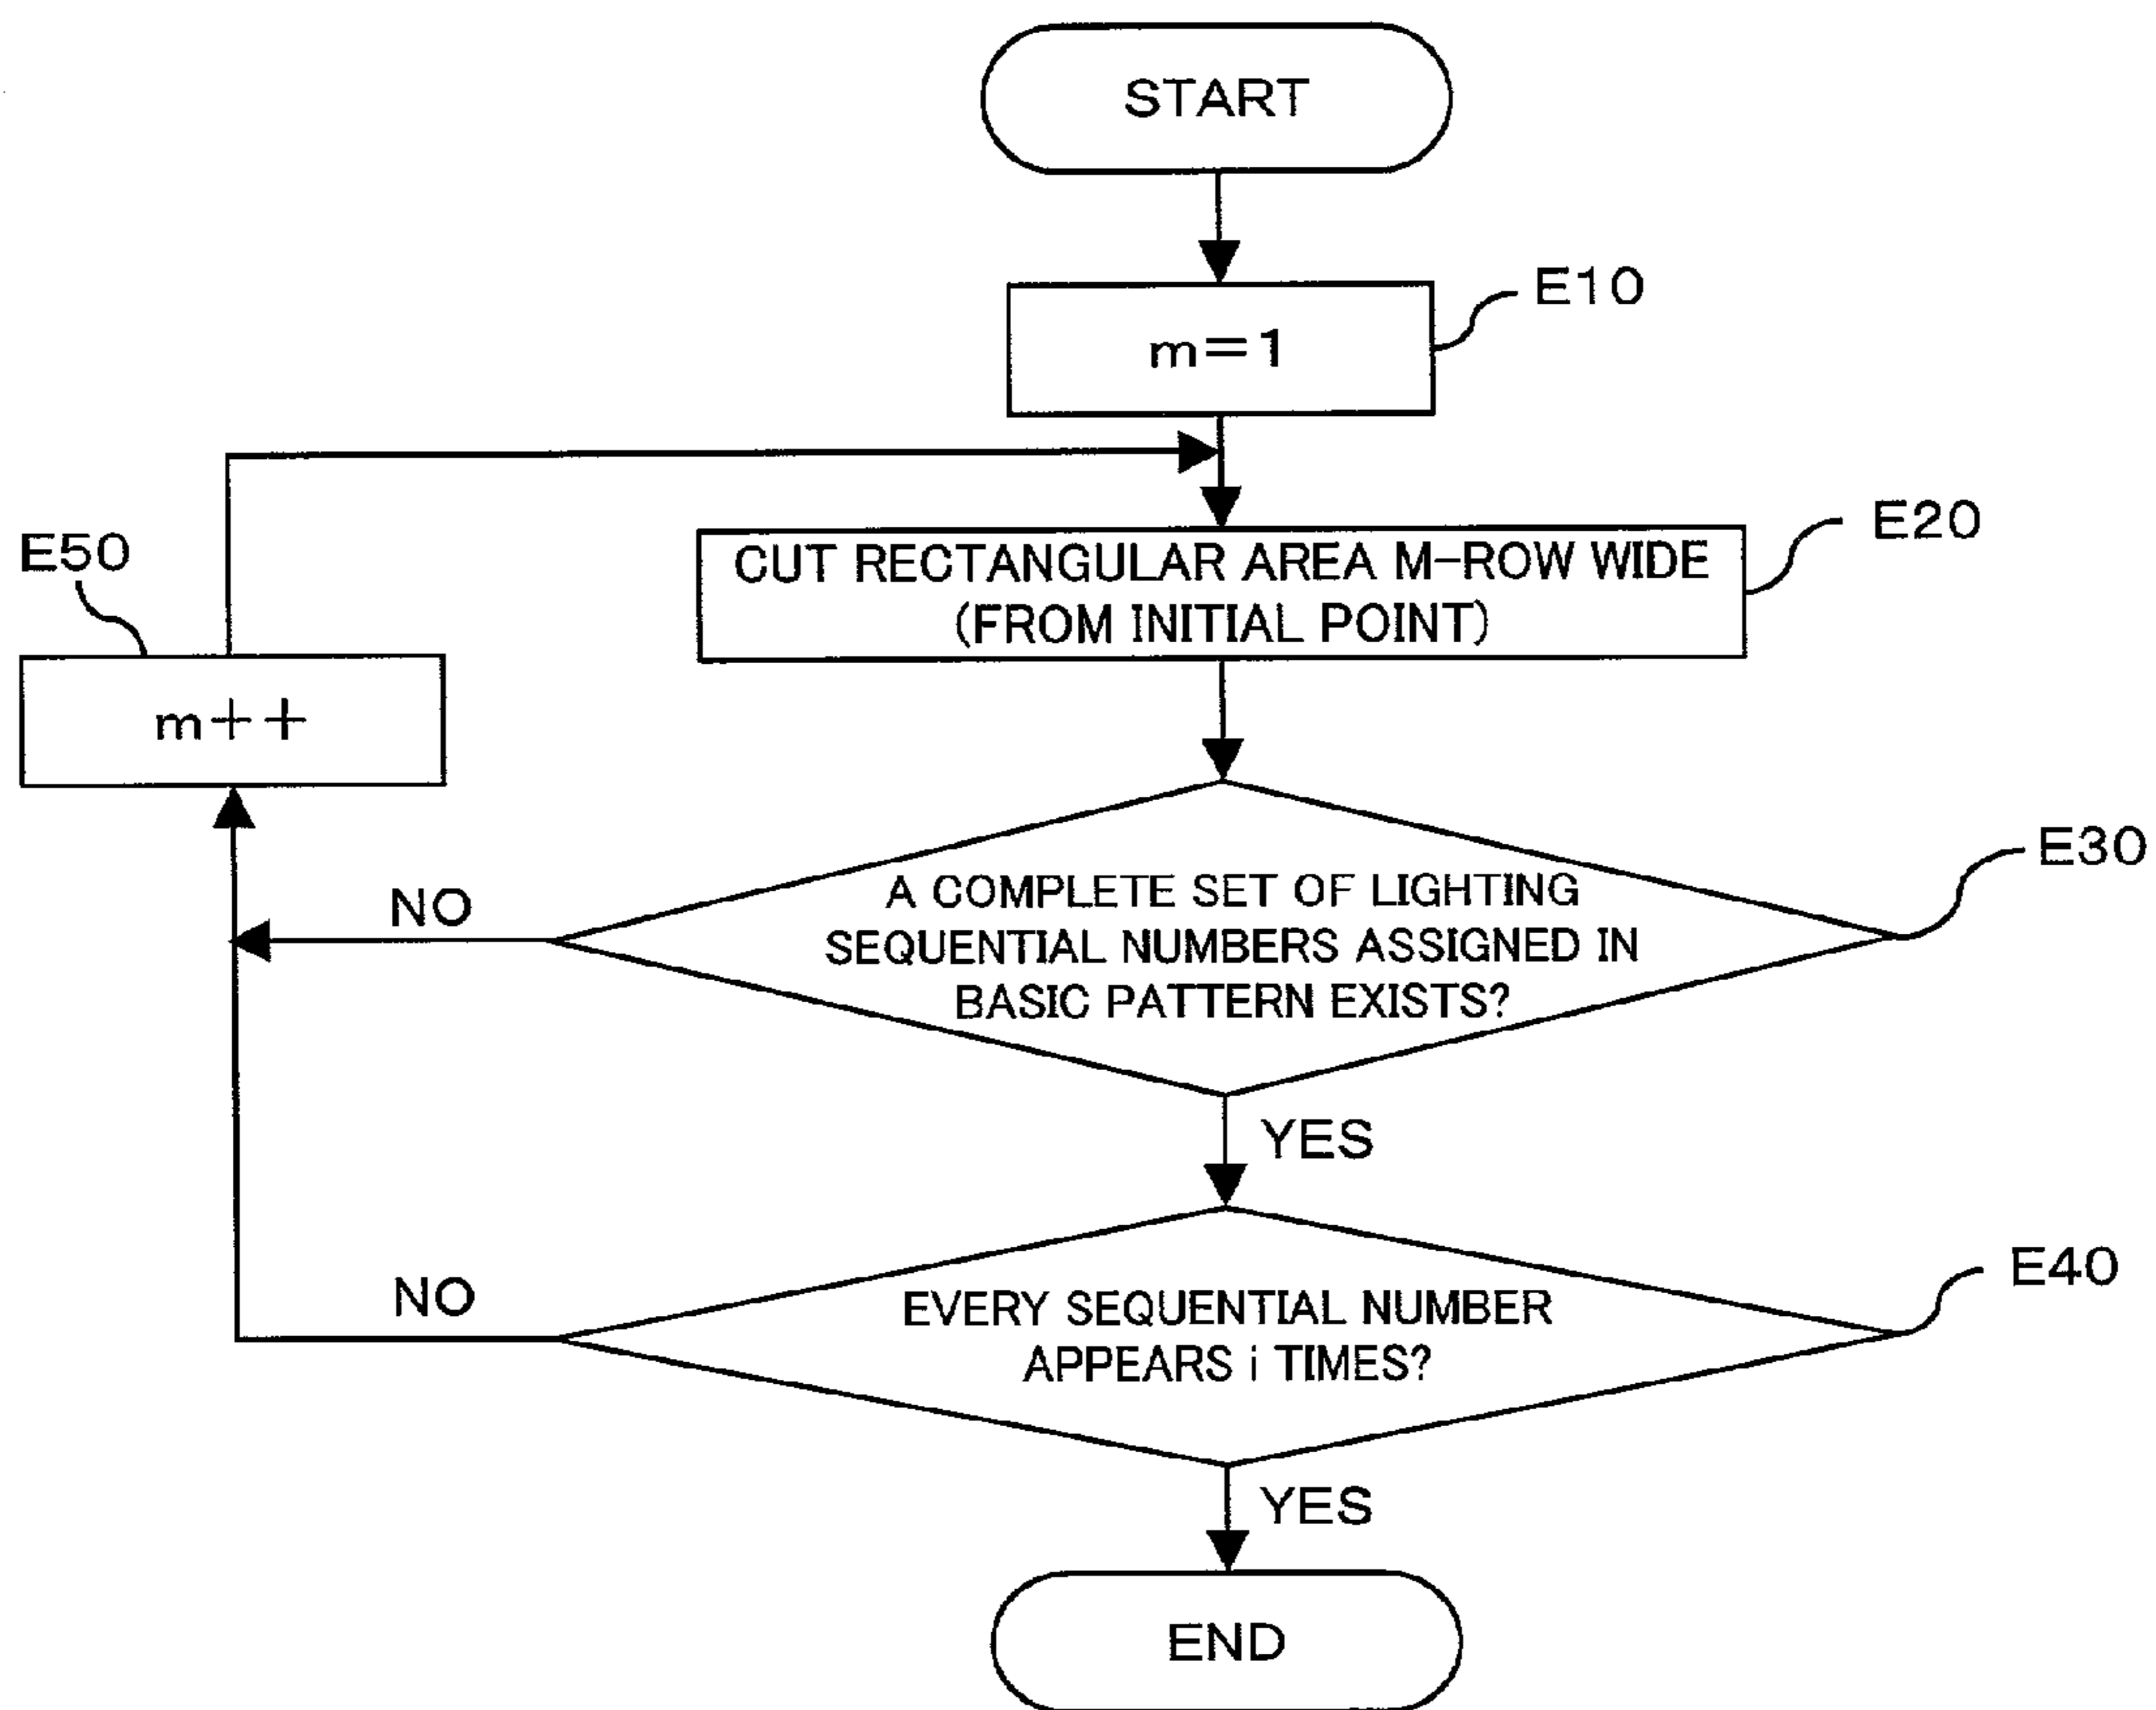 START
m=1
E10
CUT RECTANGULAR AREA M-ROW WIDE
(FROM INITIAL POINT)
E20
E50
m++
A COMPLETE SET OF LIGHTING
SEQUENTIAL NUMBERS ASSIGNED IN
BASIC PATTERN EXISTS?
E30
NO
YES
EVERY SEQUENTIAL NUMBER
APPEARS i TIMES?
E40
NO
YES
END